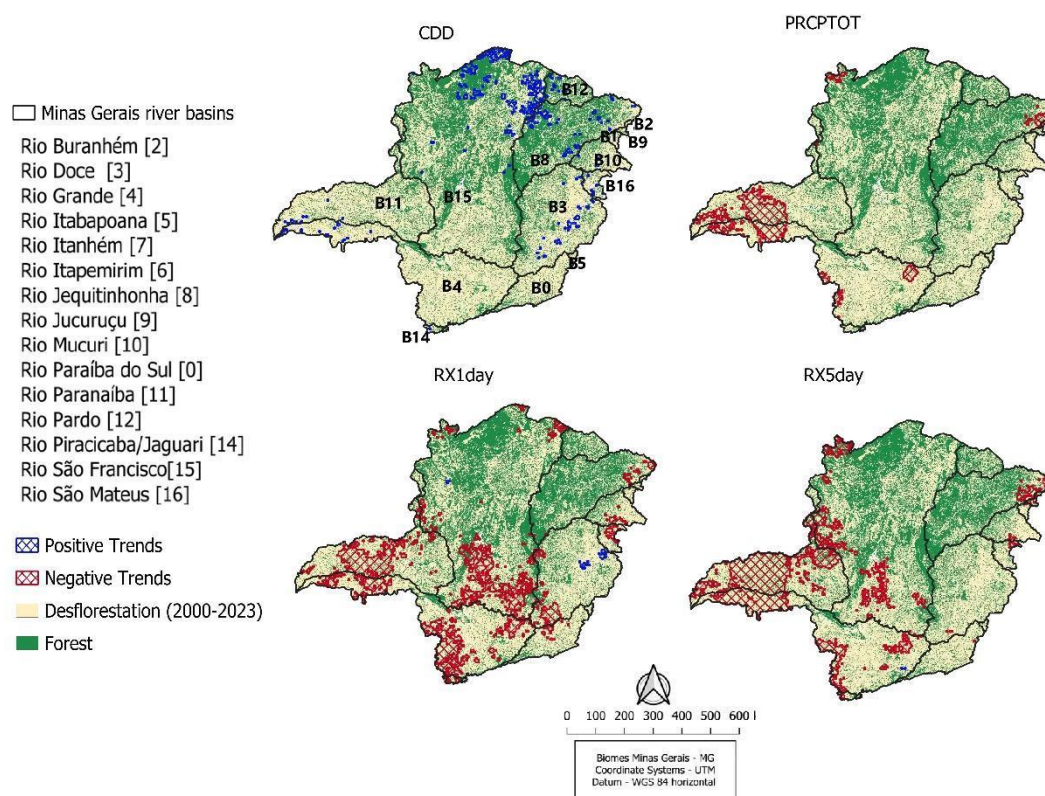 CDD
PRCPTOT
Minas Gerais river basins
Rio Buranhém [2]
Rio Doce [3]
Rio Grande [4]
Rio Itabapoana [5]
Rio Itanhém [7]
Rio Itapemirim [6]
Rio Jequitinhonha [8]
Rio Jucuruçu [9]
Rio Mucuri [10]
Rio Paraíba do Sul [0]
Rio Paranaíba [11]
Rio Pardo [12]
Rio Piracicaba/Jaguari [14]
Rio São Francisco[15]
Rio São Mateus [16]
Positive Trends
Negative Trends
Desflorestation (2000-2023)
Forest
B12
B2
B1
B9
B8
B10
B16
B11
B15
B3
B5
B4
B0
B14
RX1day
RX5day
0 100 200 300 400 500 600 l
Biomes Minas Gerais - MG
Coordinate Systems - UTM
Datum - WGS 84 horizontal